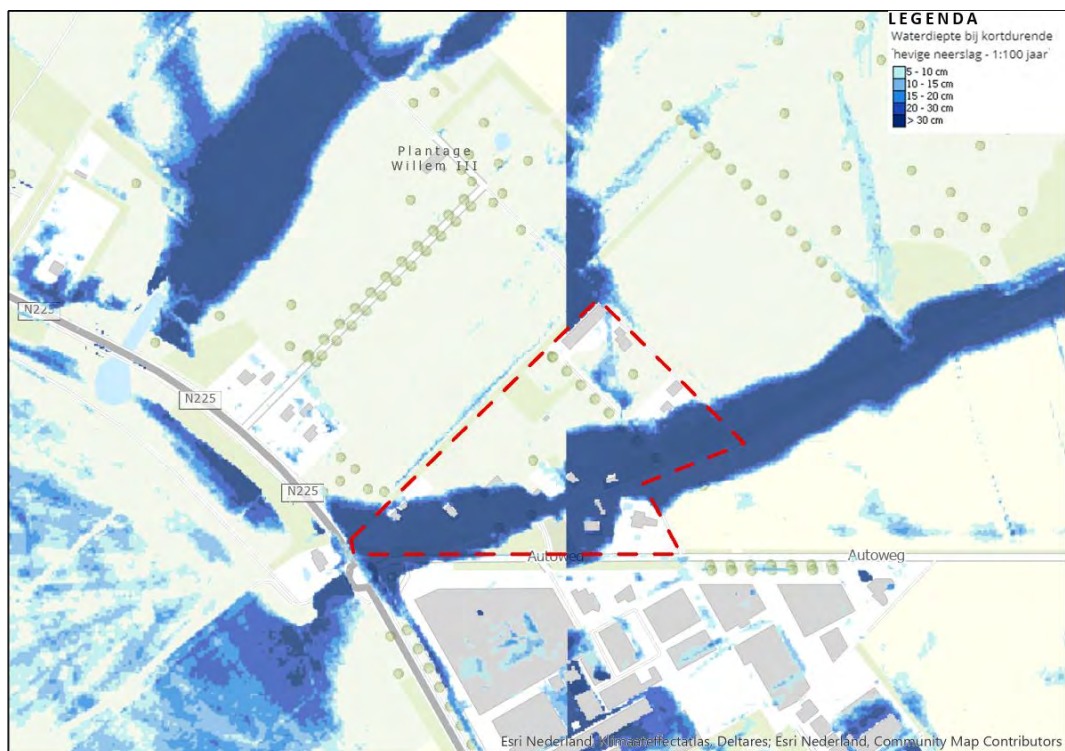 LEGENDA
Waterdiepte bij kortdurende
'hevige neerslag - 1:100 jaar'
5 - 10 cm
10 - 15 cm
15 - 20 cm
20 - 30 cm
> 30 cm
Plantage
Willem III
N225
N225
N225
Autoweg
Autoweg
Esri Nederland, Klimaateffectatlas, Deltares; Esri Nederland, Community Map Contributors